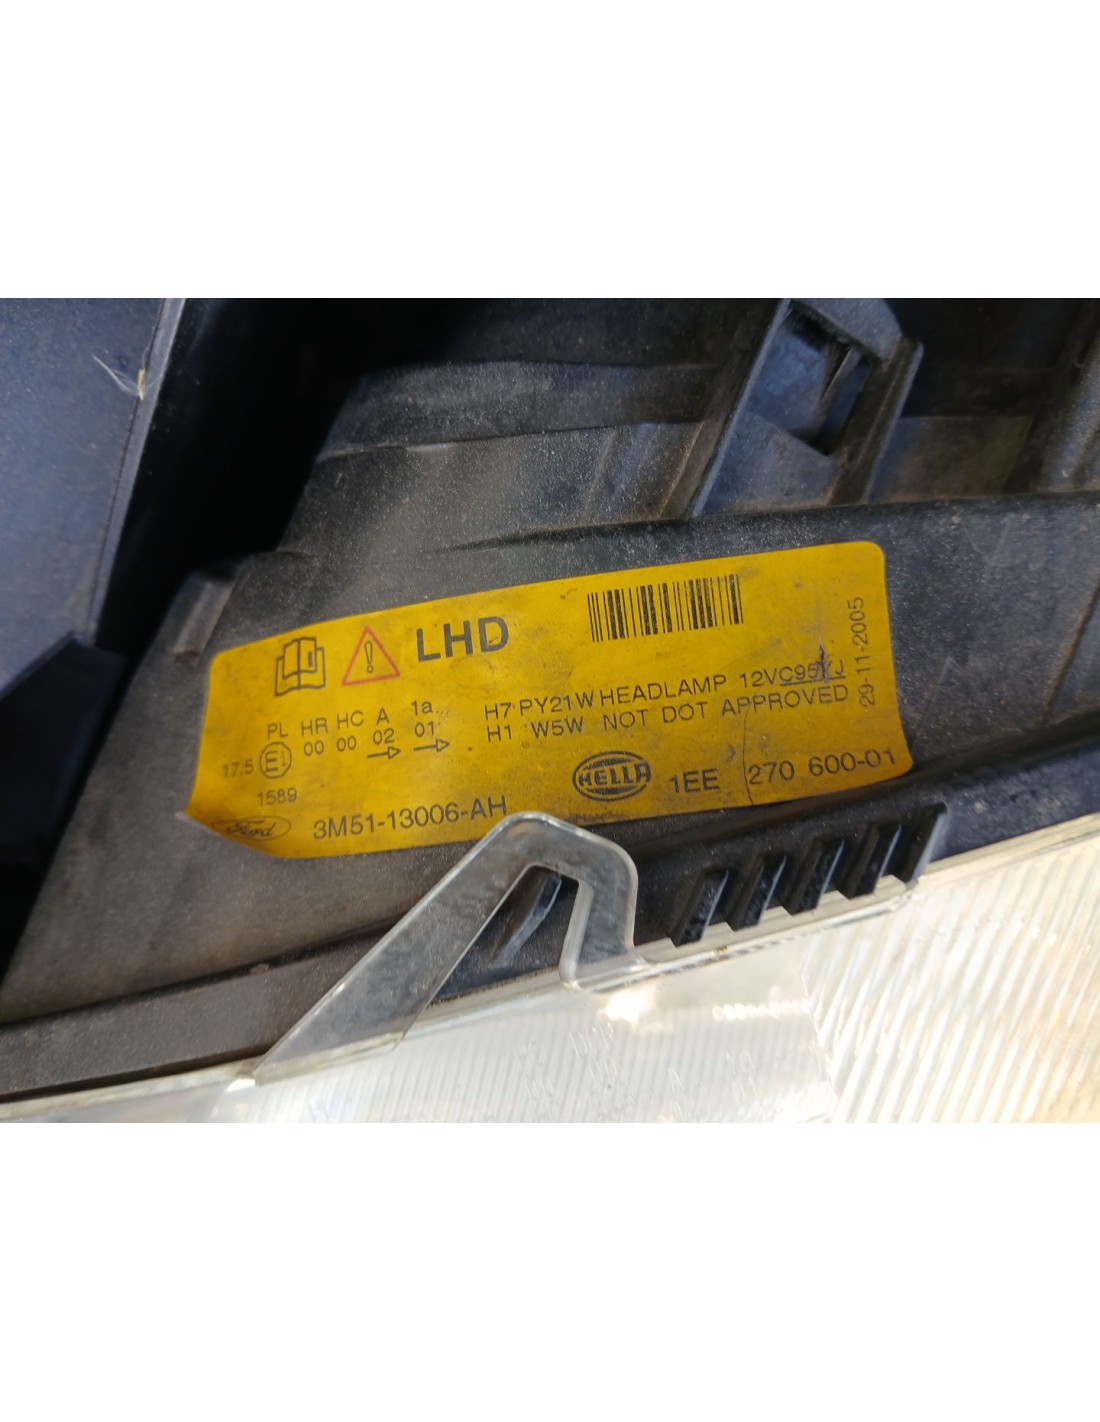 LHD
PL HR HC A 1a
00 00 02 01
17.5 E1
1589
H7 PY21W HEADLAMP 12V
H1 W5W NOT DOT APPROVED
29-11-2005
Ford 3M51-13006-AH
HELLA 1EE 270 600-01